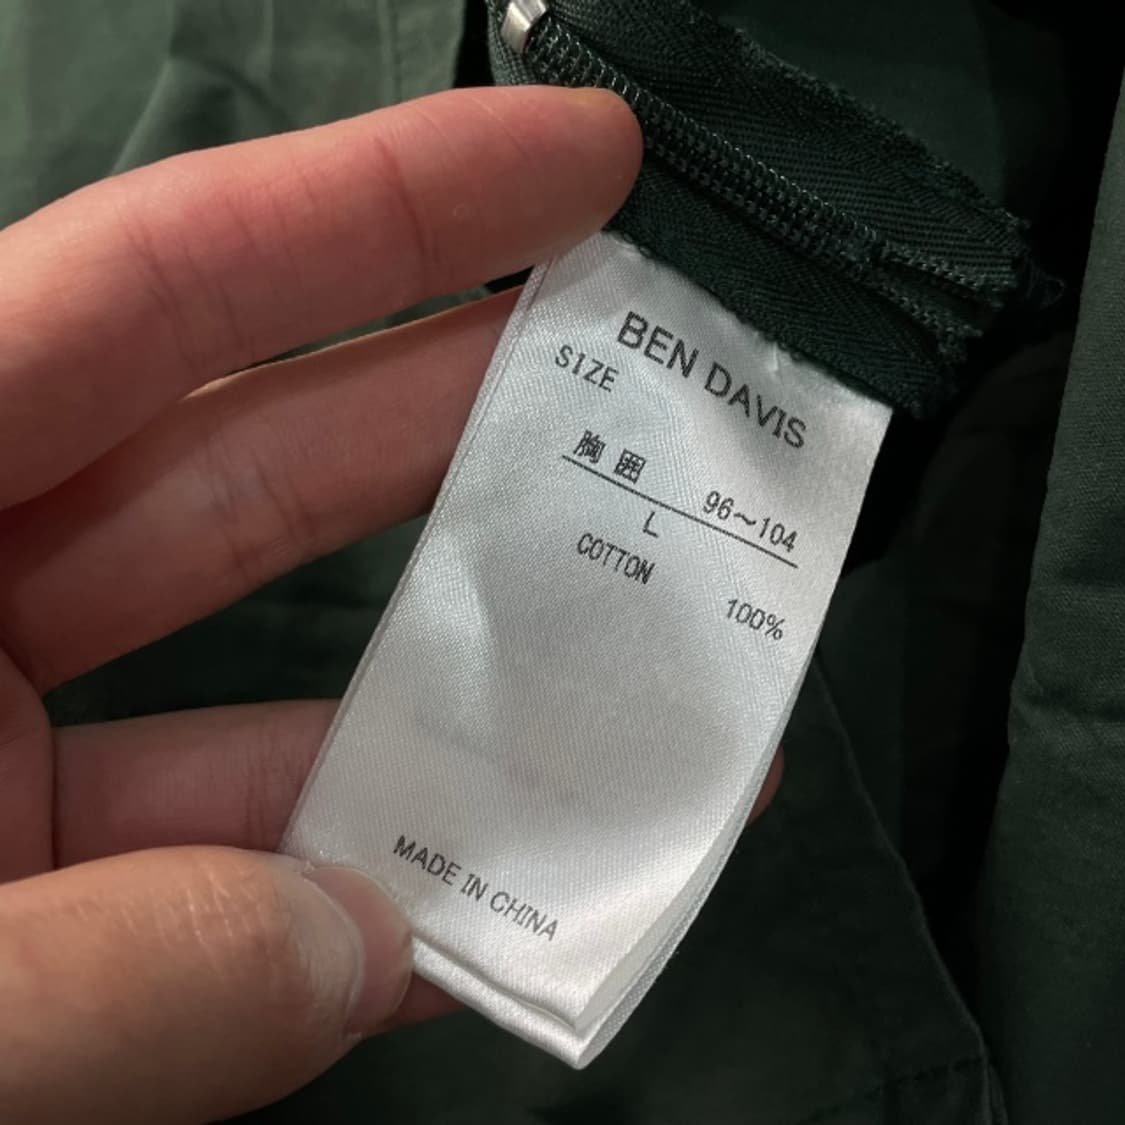 BEN DAVIS
SIZE
胸囲 96～104
L
COTTON 100%
MADE IN CHINA